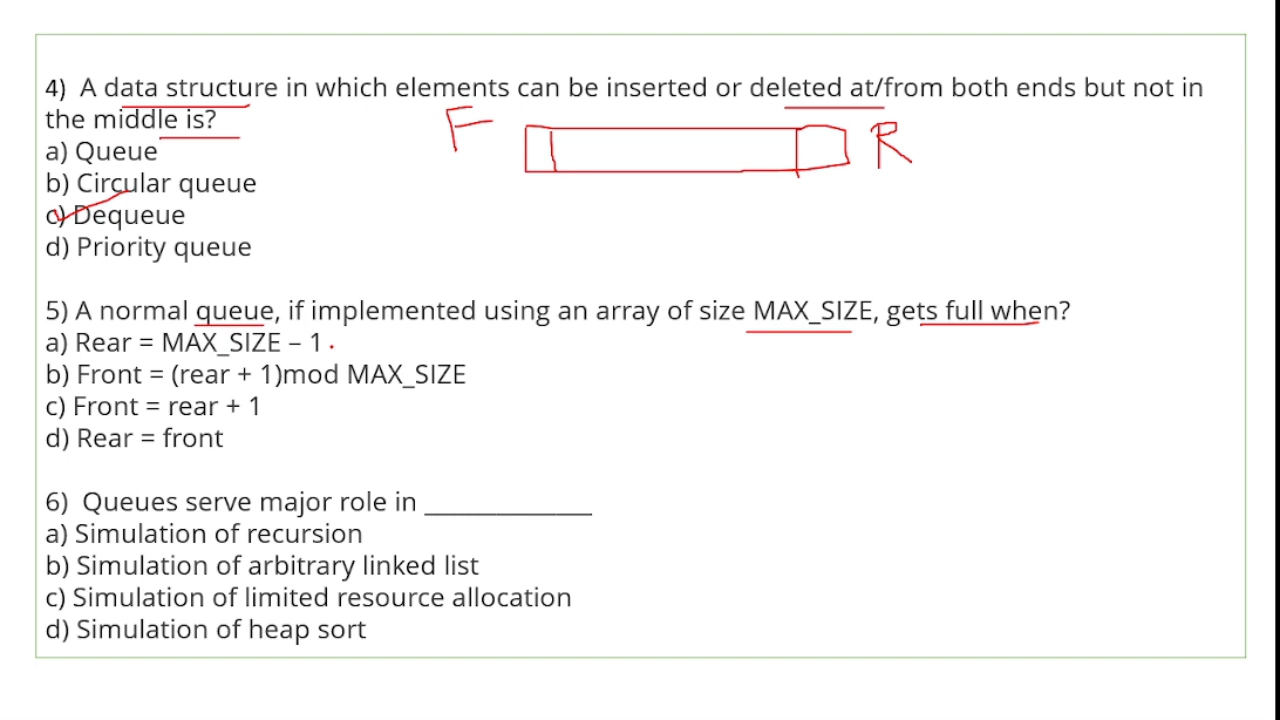 4) A data structure in which elements can be inserted or deleted at/from both ends but not in
the middle is?
F
R
a) Queue
b) Circular queue
c) Dequeue
d) Priority queue
5) A normal queue, if implemented using an array of size MAX_SIZE, gets full when?
a) Rear = MAX_SIZE – 1
b) Front = (rear + 1)mod MAX_SIZE
c) Front = rear + 1
d) Rear = front
6) Queues serve major role in ______________
a) Simulation of recursion
b) Simulation of arbitrary linked list
c) Simulation of limited resource allocation
d) Simulation of heap sort